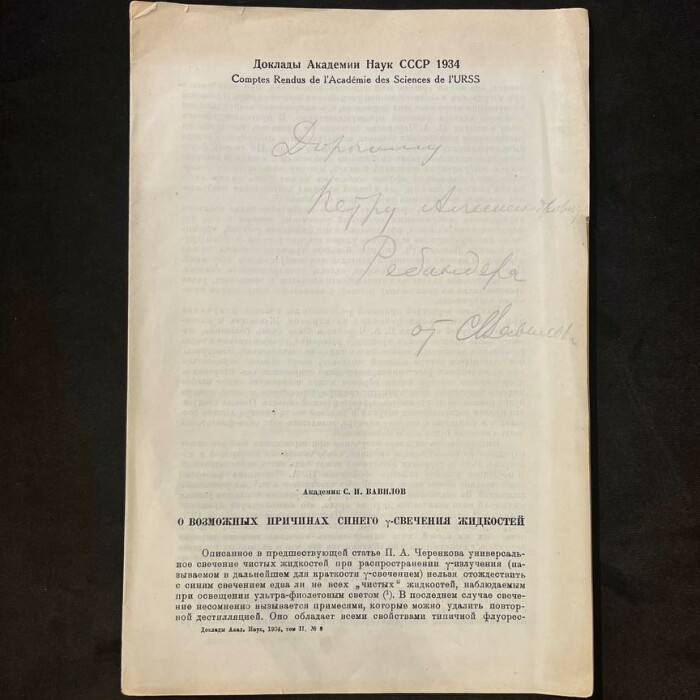 Доклады Академии Наук СССР 1934
Comptes Rendus de l'Académie des Sciences de l'URSS
Дорогому
Петру Александровичу
Ребиндера
от С Вавилова
Академик С. И. ВАВИЛОВ
О ВОЗМОЖНЫХ ПРИЧИНАХ СИНЕГО γ-СВЕЧЕНИЯ ЖИДКОСТЕЙ
Описанное в предшествующей статье П. А. Черенкова универсаль-
ное свечение чистых жидкостей при распространении γ-излучения (на-
зываемом в дальнейшем для краткости γ-свечением) нельзя отождествить
с синим свечением едва ли не всех „чистых“ жидкостей, наблюдаемым
при освещении ультра-фиолетовым светом (¹). В последнем случае свече-
ние несомненно вызывается примесями, которые можно удалить повтор-
ной дестилляцией. Оно обладает всеми свойствами типичной флуорес-
Доклады Акад. Наук, 1934, том II, № 8